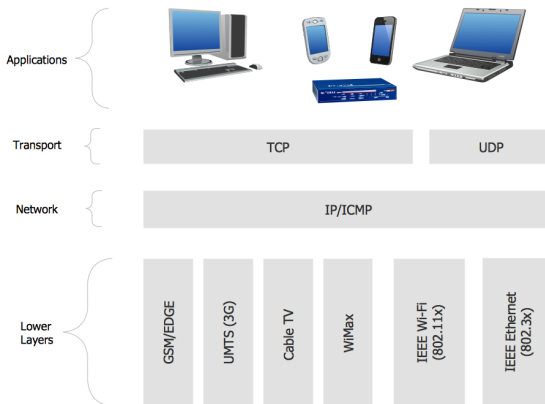 Applications
Transport
TCP
UDP
Network
IP/ICMP
Lower
Layers
GSM/EDGE
UMTS (3G)
Cable TV
WiMax
IEEE Wi-Fi
(802.11x)
IEEE Ethernet
(802.3x)